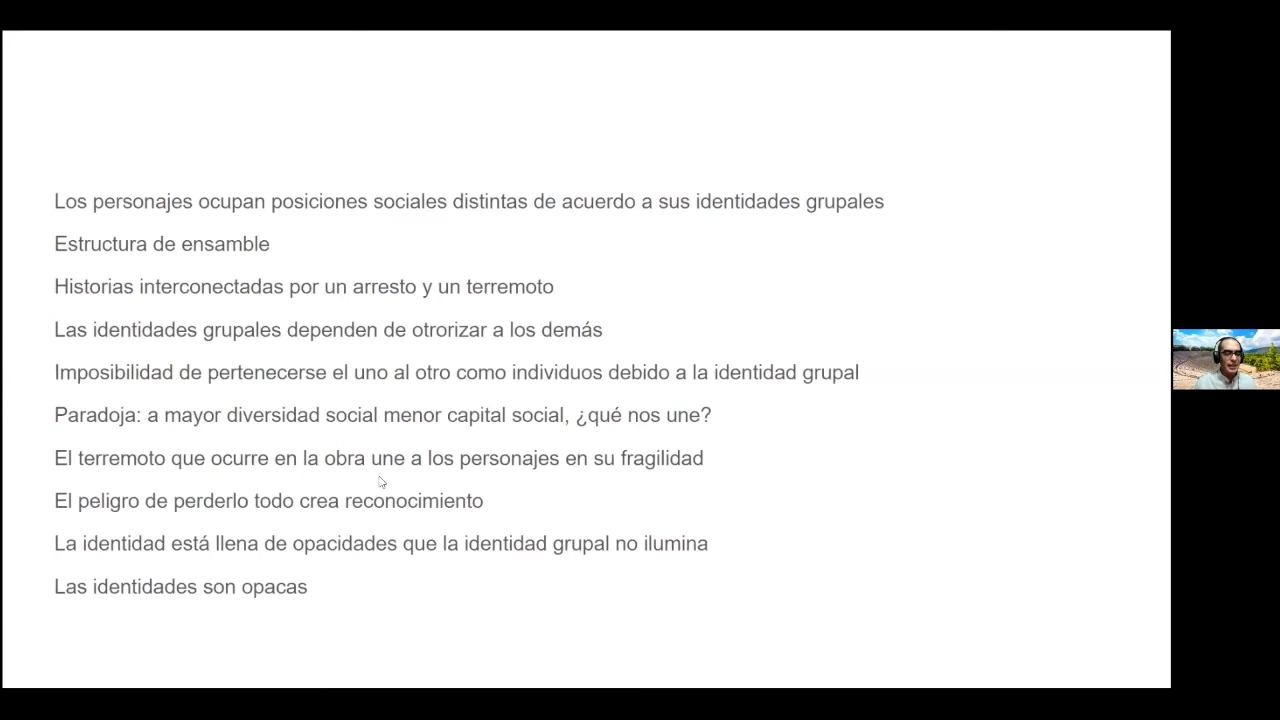 Los personajes ocupan posiciones sociales distintas de acuerdo a sus identidades grupales
Estructura de ensamble
Historias interconectadas por un arresto y un terremoto
Las identidades grupales dependen de otrorizar a los demás
Imposibilidad de pertenecerse el uno al otro como individuos debido a la identidad grupal
Paradoja: a mayor diversidad social menor capital social, ¿qué nos une?
El terremoto que ocurre en la obra une a los personajes en su fragilidad
El peligro de perderlo todo crea reconocimiento
La identidad está llena de opacidades que la identidad grupal no ilumina
Las identidades son opacas